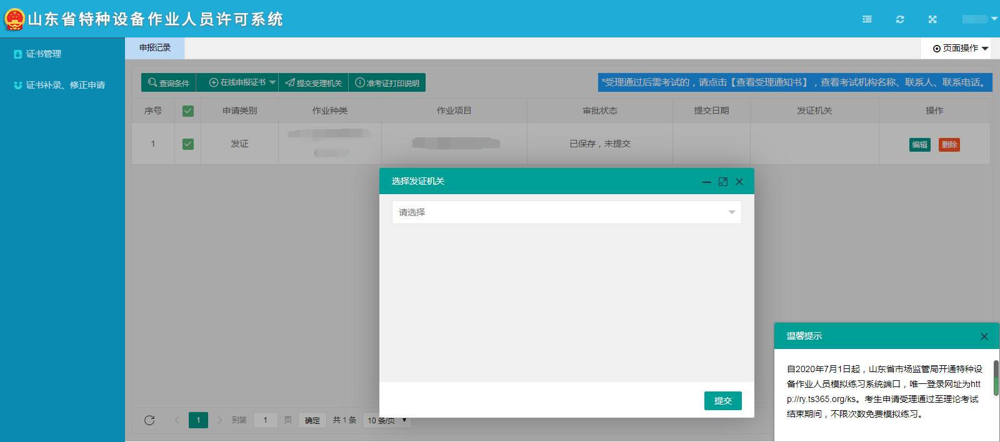 山东省特种设备作业人员许可系统
证书管理
证书补录、修正申请
申报记录
页面操作
查询条件 在线申报证书 提交受理机关 准考证打印说明
*受理通过后需考试的，请点击【查看受理通知书】，查看考试机构名称、联系人、联系电话。
序号 申请类别 作业种类 作业项目 审批状态 提交日期 发证机关 操作
1 发证 已保存，未提交 编辑 删除
选择发证机关
请选择
提交
温馨提示
自2020年7月1日起，山东省市场监管局开通特种设
备作业人员模拟练习系统端口，唯一登录网址为htt
p://ry.ts365.org/ks。考生申请受理通过至理论考试
结束期间，不限次数免费模拟练习。
1 到第 1 页 确定 共 1 条 10 条/页